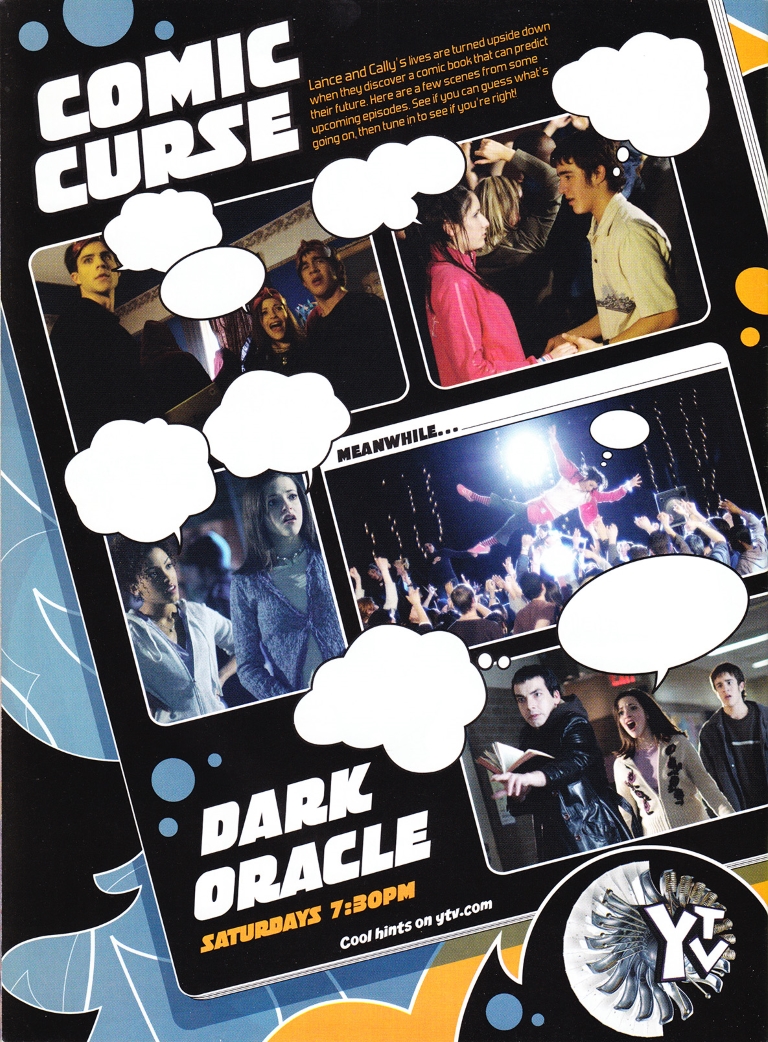 COMIC
CURSE
Lance and Cally's lives are turned upside down
when they discover a comic book that can predict
their future. Here are a few scenes from some
upcoming episodes. See if you can guess what's
going on, then tune in to see if you're right!
MEANWHILE...
EXIT
DARK
ORACLE
SATURDAYS 7:30PM
Cool hints on ytv.com
YTV